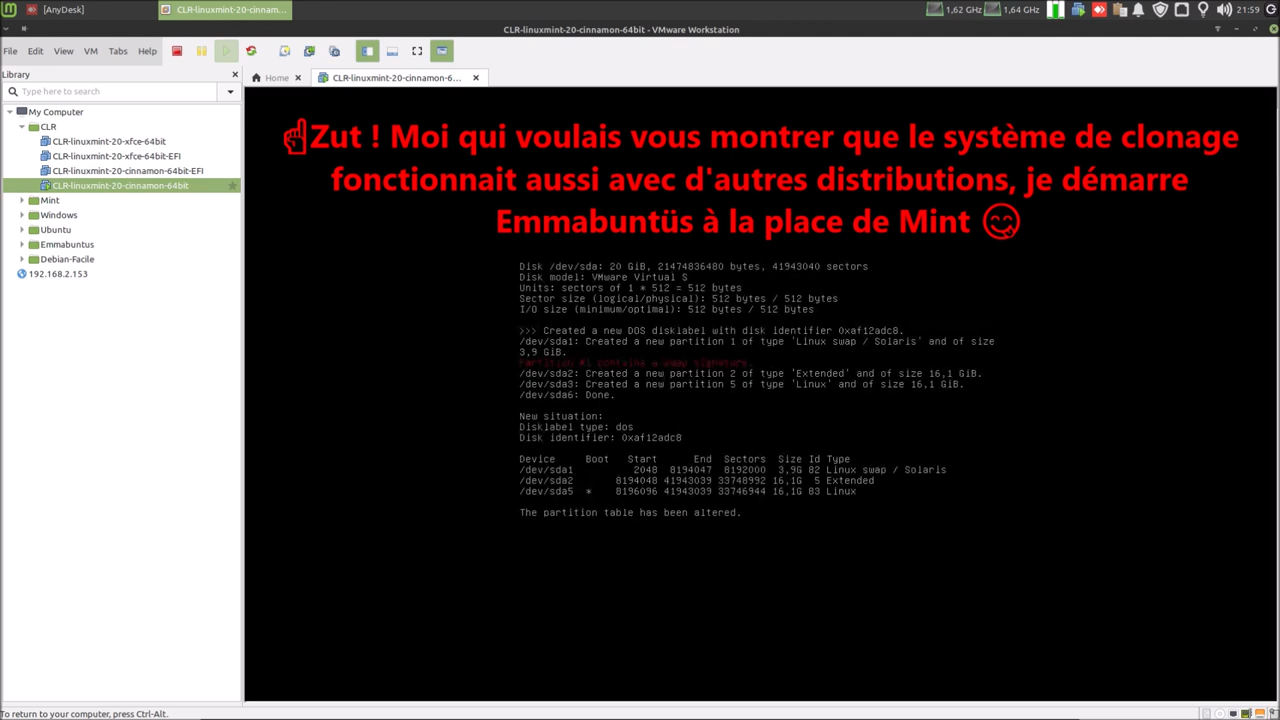 [AnyDesk]
CLR-linuxmint-20-cinnam...
1,62 GHz
1,64 GHz
21:59
CLR-linuxmint-20-cinnamon-64bit - VMware Workstation
File Edit View VM Tabs Help
Library
Type here to search
Home
CLR-linuxmint-20-cinnamon-6...
My Computer
CLR
CLR-linuxmint-20-xfce-64bit
CLR-linuxmint-20-xfce-64bit-EFI
CLR-linuxmint-20-cinnamon-64bit-EFI
CLR-linuxmint-20-cinnamon-64bit
Mint
Windows
Ubuntu
Emmabuntus
Debian-Facile
192.168.2.153
☝Zut ! Moi qui voulais vous montrer que le système de clonage
fonctionnait aussi avec d'autres distributions, je démarre
Emmabuntüs à la place de Mint 😋
Disk /dev/sda: 20 GiB, 21474836480 bytes, 41943040 sectors
Disk model: VMware Virtual S
Units: sectors of 1 * 512 = 512 bytes
Sector size (logical/physical): 512 bytes / 512 bytes
I/O size (minimum/optimal): 512 bytes / 512 bytes
>>> Created a new DOS disklabel with disk identifier 0xaf12adc8.
/dev/sda1: Created a new partition 1 of type 'Linux swap / Solaris' and of size
3,9 GiB.
Partition #1 contains a swap signature.
/dev/sda2: Created a new partition 2 of type 'Extended' and of size 16,1 GiB.
/dev/sda3: Created a new partition 5 of type 'Linux' and of size 16,1 GiB.
/dev/sda6: Done.
New situation:
Disklabel type: dos
Disk identifier: 0xaf12adc8
Device Boot Start End Sectors Size Id Type
/dev/sda1 2048 8194047 8192000 3,9G 82 Linux swap / Solaris
/dev/sda2 8194048 41943039 33748992 16,1G 5 Extended
/dev/sda5 * 8196096 41943039 33746944 16,1G 83 Linux
The partition table has been altered.
To return to your computer, press Ctrl-Alt.